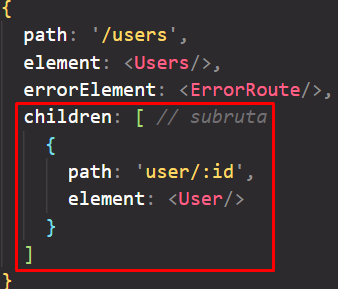 {
path: '/users',
element: <Users/>,
errorElement: <ErrorRoute/>,
children: [ // subruta
{
path: 'user/:id',
element: <User/>
}
]
}